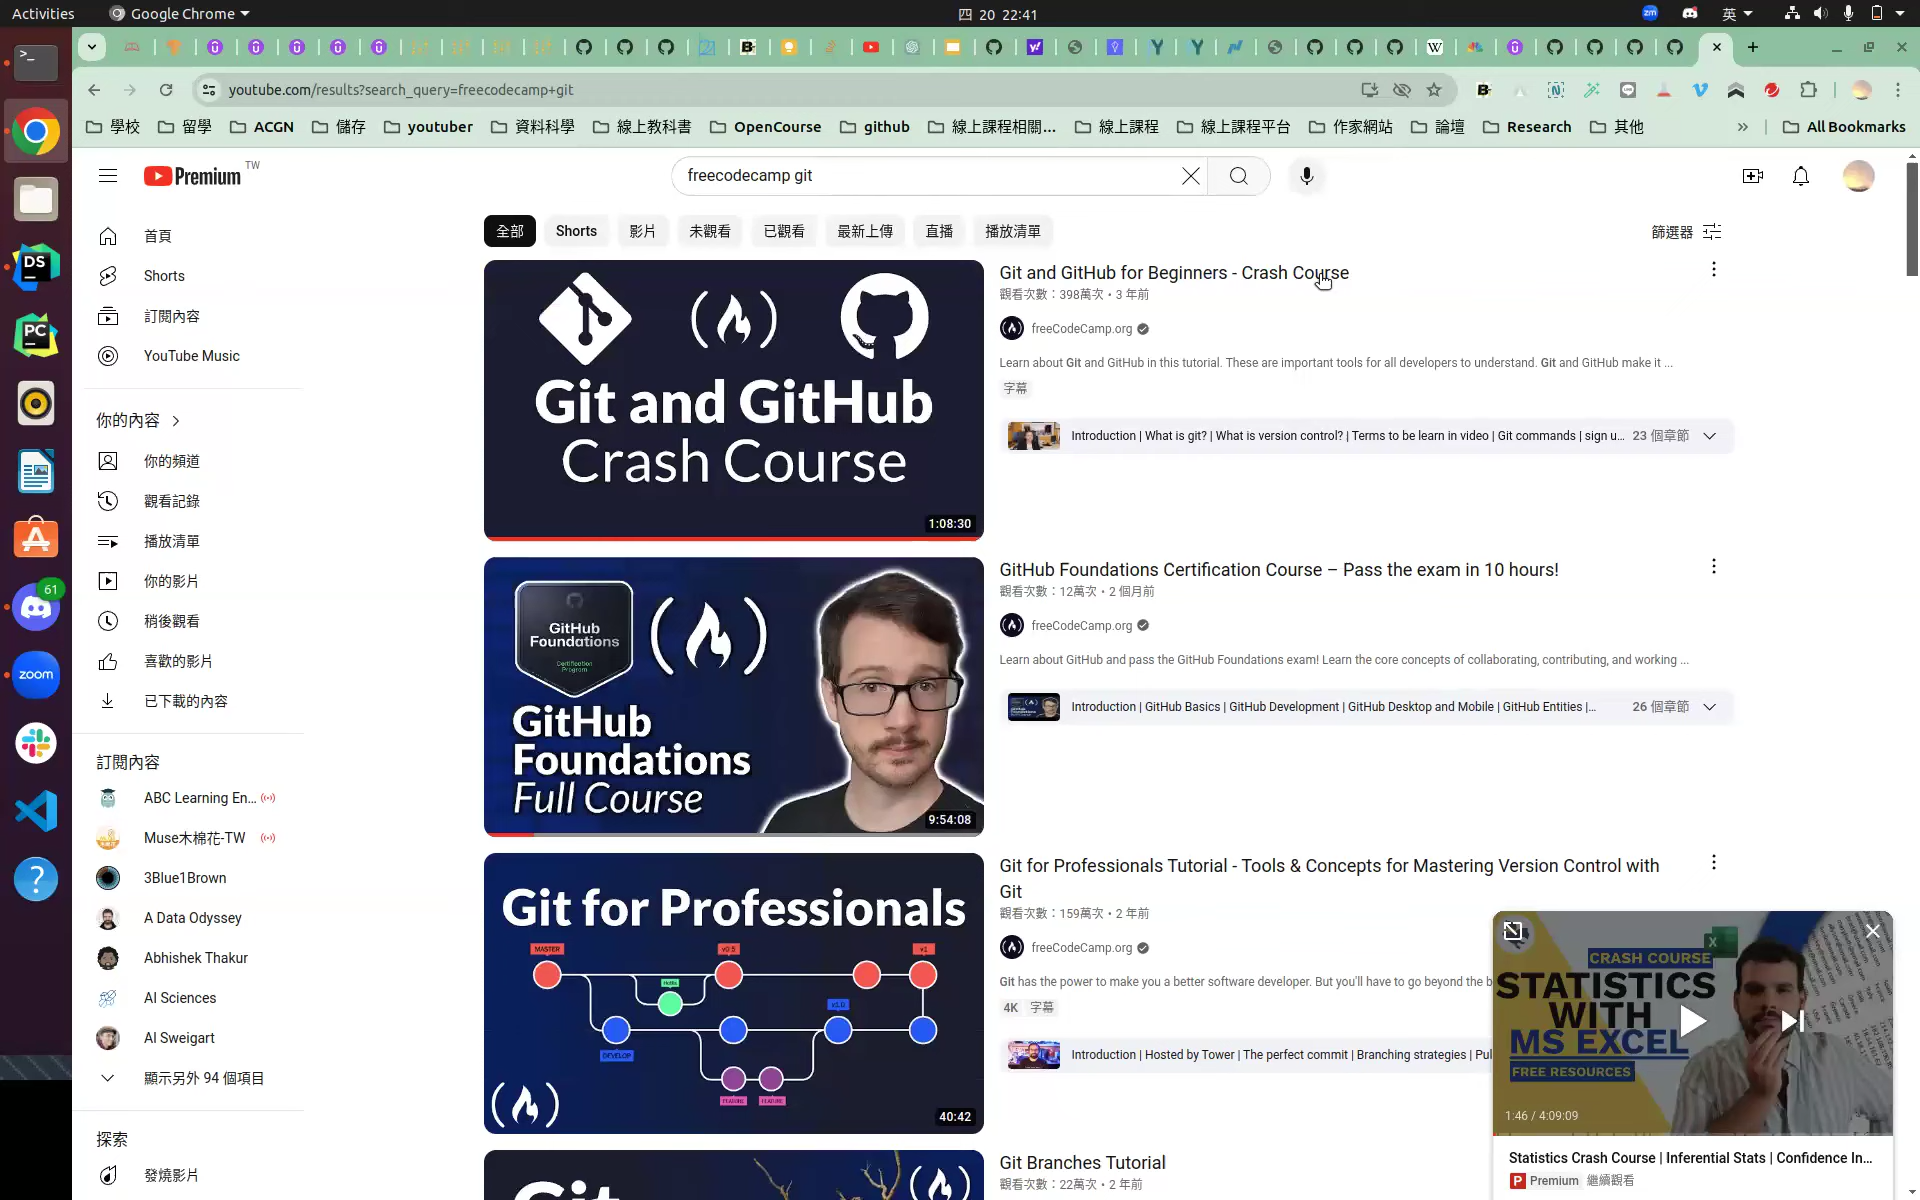 Activities
Google Chrome
四 20 22:41
zm
英
youtube.com/results?search_query=freecodecamp+git
學校
留學
ACGN
儲存
youtuber
資料科學
線上教科書
OpenCourse
github
線上課程相關...
線上課程
線上課程平台
作家網站
論壇
Research
其他
»
All Bookmarks
Premium
TW
freecodecamp git
首頁
Shorts
訂閱內容
YouTube Music
你的內容
你的頻道
觀看記錄
播放清單
你的影片
稍後觀看
喜歡的影片
已下載的內容
訂閱內容
ABC Learning En...
Muse木棉花-TW
3Blue1Brown
A Data Odyssey
Abhishek Thakur
AI Sciences
Al Sweigart
顯示另外 94 個項目
探索
發燒影片
DS
PC
61
zoom
全部
Shorts
影片
未觀看
已觀看
最新上傳
直播
播放清單
篩選器
Git and GitHub
Crash Course
1:08:30
Git and GitHub for Beginners - Crash Course
觀看次數：398萬次 • 3 年前
freeCodeCamp.org
Learn about Git and GitHub in this tutorial. These are important tools for all developers to understand. Git and GitHub make it ...
字幕
Introduction | What is git? | What is version control? | Terms to be learn in video | Git commands | sign u...
23 個章節
GitHub
Foundations
Certification
Program
GitHub
Foundations
Full Course
9:54:08
GitHub Foundations Certification Course – Pass the exam in 10 hours!
觀看次數：12萬次 • 2 個月前
freeCodeCamp.org
Learn about GitHub and pass the GitHub Foundations exam! Learn the core concepts of collaborating, contributing, and working ...
Introduction | GitHub Basics | GitHub Development | GitHub Desktop and Mobile | GitHub Entities |...
26 個章節
Git for Professionals
MASTER
v0.5
v1
v1.0
DEVELOP
FEATURE
FEATURE
40:42
Git for Professionals Tutorial - Tools & Concepts for Mastering Version Control with
Git
觀看次數：159萬次 • 2 年前
freeCodeCamp.org
Git has the power to make you a better software developer. But you'll have to go beyond the b
4K
字幕
Introduction | Hosted by Tower | The perfect commit | Branching strategies | Pul
Git Branches Tutorial
觀看次數：22萬次 • 2 年前
CRASH COURSE
STATISTICS
WITH
MS EXCEL
FREE RESOURCES
1:46 / 4:09:09
Statistics Crash Course | Inferential Stats | Confidence In...
Premium
繼續觀看